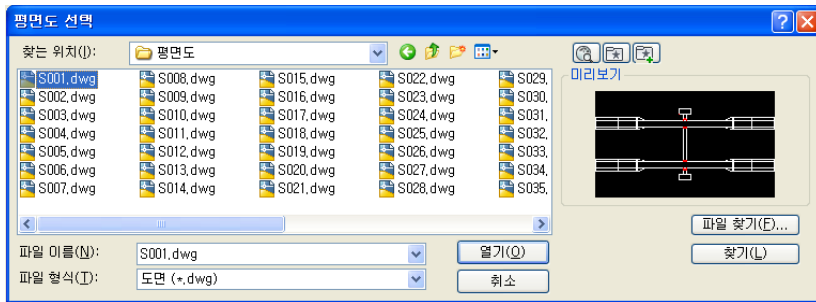 평면도 선택
찾는 위치(I): 평면도
S001.dwg S008.dwg S015.dwg S022.dwg S029.
S002.dwg S009.dwg S016.dwg S023.dwg S030.
S003.dwg S010.dwg S017.dwg S024.dwg S031.
S004.dwg S011.dwg S018.dwg S025.dwg S032.
S005.dwg S012.dwg S019.dwg S026.dwg S033.
S006.dwg S013.dwg S020.dwg S027.dwg S034.
S007.dwg S014.dwg S021.dwg S028.dwg S035.
미리보기
파일 이름(N): S001.dwg 열기(O)
파일 형식(T): 도면 (*.dwg) 취소
파일 찾기(F)...
찾기(L)